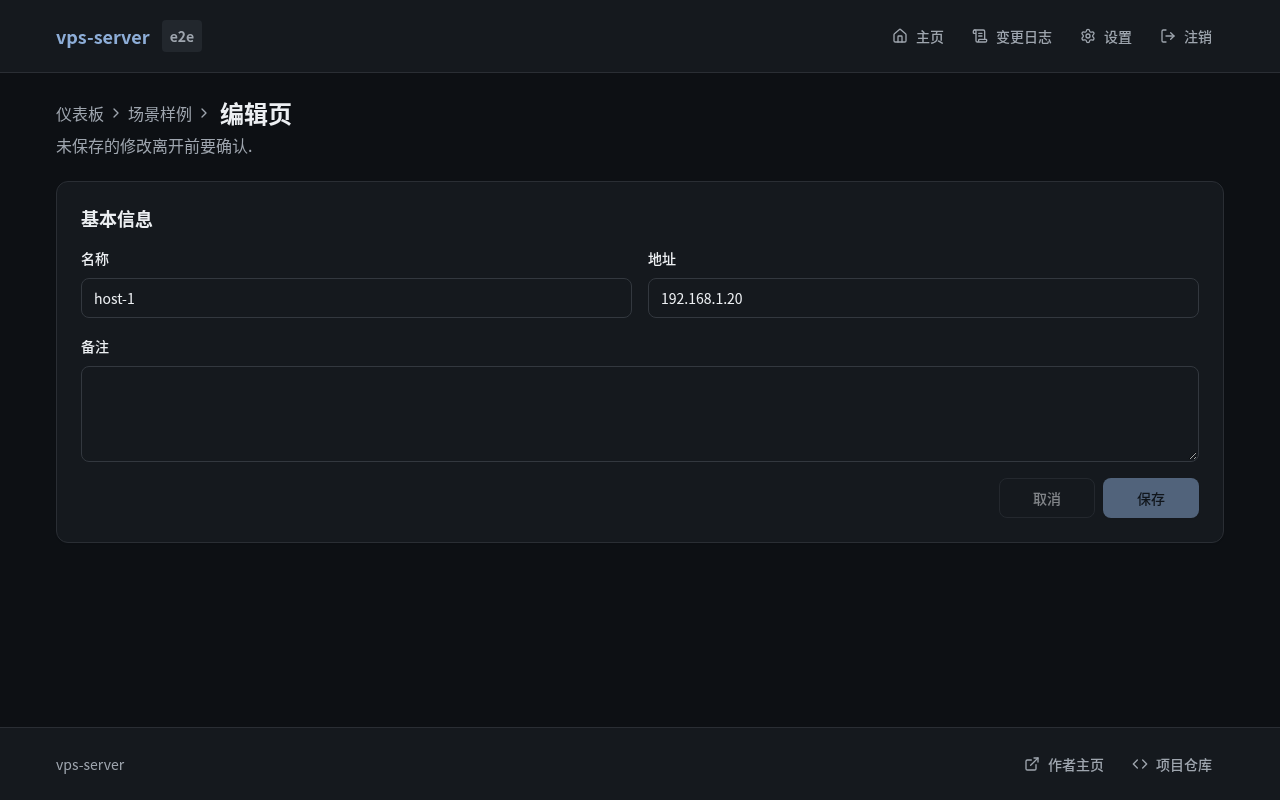 vps-server e2e 主页 变更日志 设置 注销
仪表板 场景样例 编辑页
未保存的修改离开前要确认.
基本信息
名称 地址
host-1 192.168.1.20
备注
取消 保存
vps-server 作者主页 项目仓库